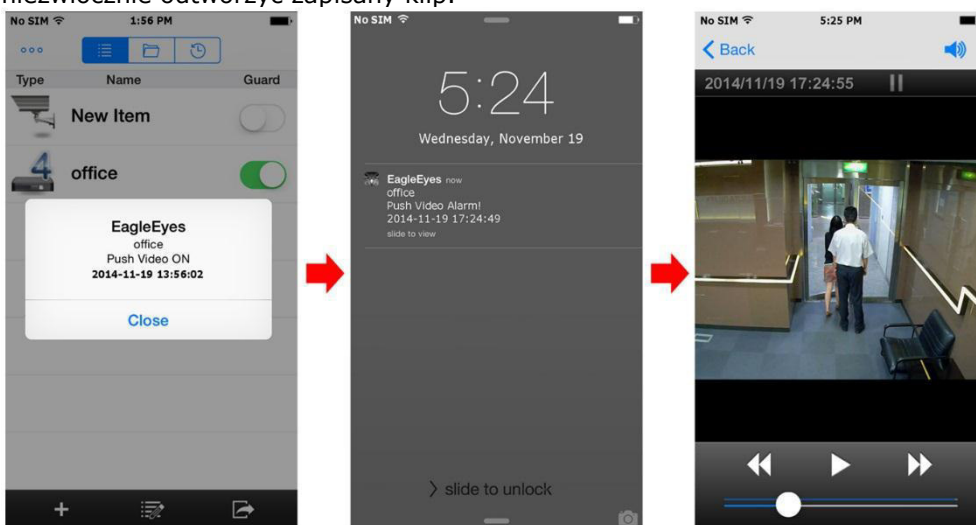 niezwłocznie odtworzyć zapisany klip.
No SIM 1:56 PM
Type Name Guard
New Item
4 office
EagleEyes
office
Push Video ON
2014-11-19 13:56:02
Close
No SIM
5:24
Wednesday, November 19
EagleEyes now
office
Push Video Alarm!
2014-11-19 17:24:49
slide to view
> slide to unlock
No SIM 5:25 PM
Back
2014/11/19 17:24:55